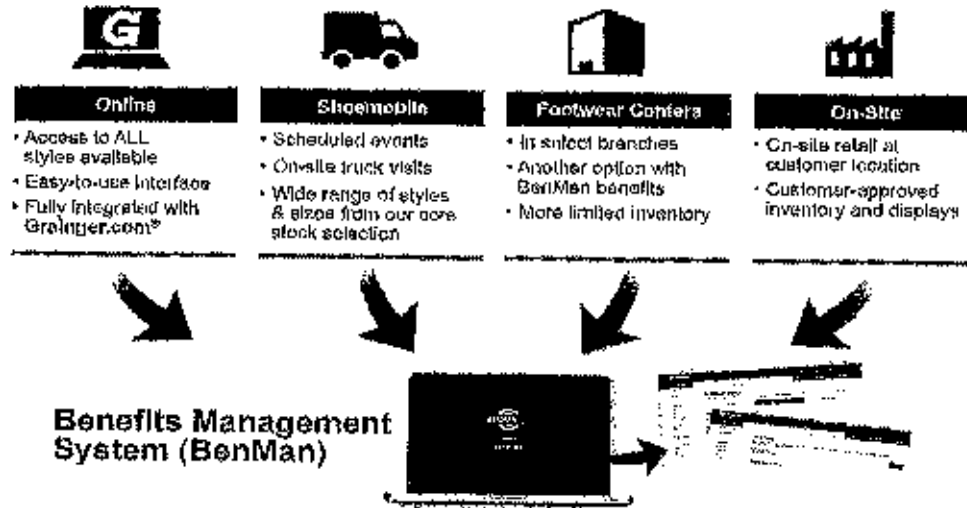 G
Online
• Access to ALL
styles available
• Easy-to-use interface
• Fully integrated with
Grainger.com®
Shoemobile
• Scheduled events
• On-site truck visits
• Wide range of styles
& sizes from our core
stock selection
Footwear Centers
• In select branches
• Another option with
BenMan benefits
• More limited inventory
On-Site
• On-site retail at
customer location
• Customer-approved
inventory and displays
Benefits Management
System (BenMan)